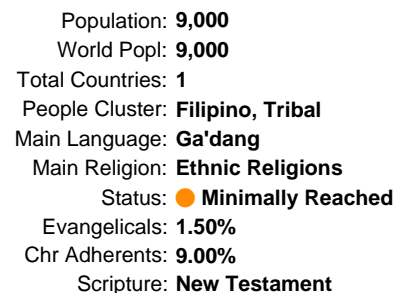 Population: 9,000
World Popl: 9,000
Total Countries: 1
People Cluster: Filipino, Tribal
Main Language: Ga'dang
Main Religion: Ethnic Religions
Status: Minimally Reached
Evangelicals: 1.50%
Chr Adherents: 9.00%
Scripture: New Testament